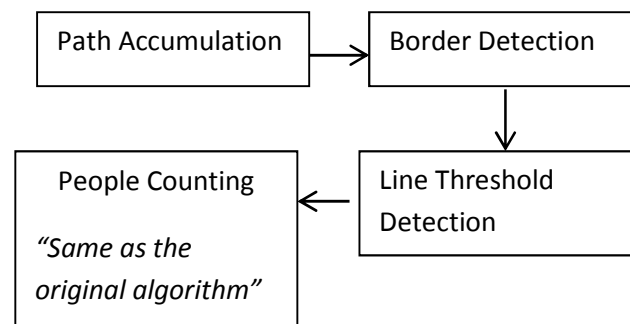 Path Accumulation
Border Detection
Line Threshold
Detection
People Counting
“Same as the
original algorithm”